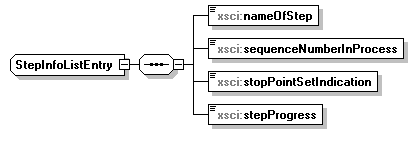 xsci:nameOfStep
xsci:sequenceNumberInProcess
StepInfoListEntry
xsci:stopPointSetIndication
xsci:stepProgress